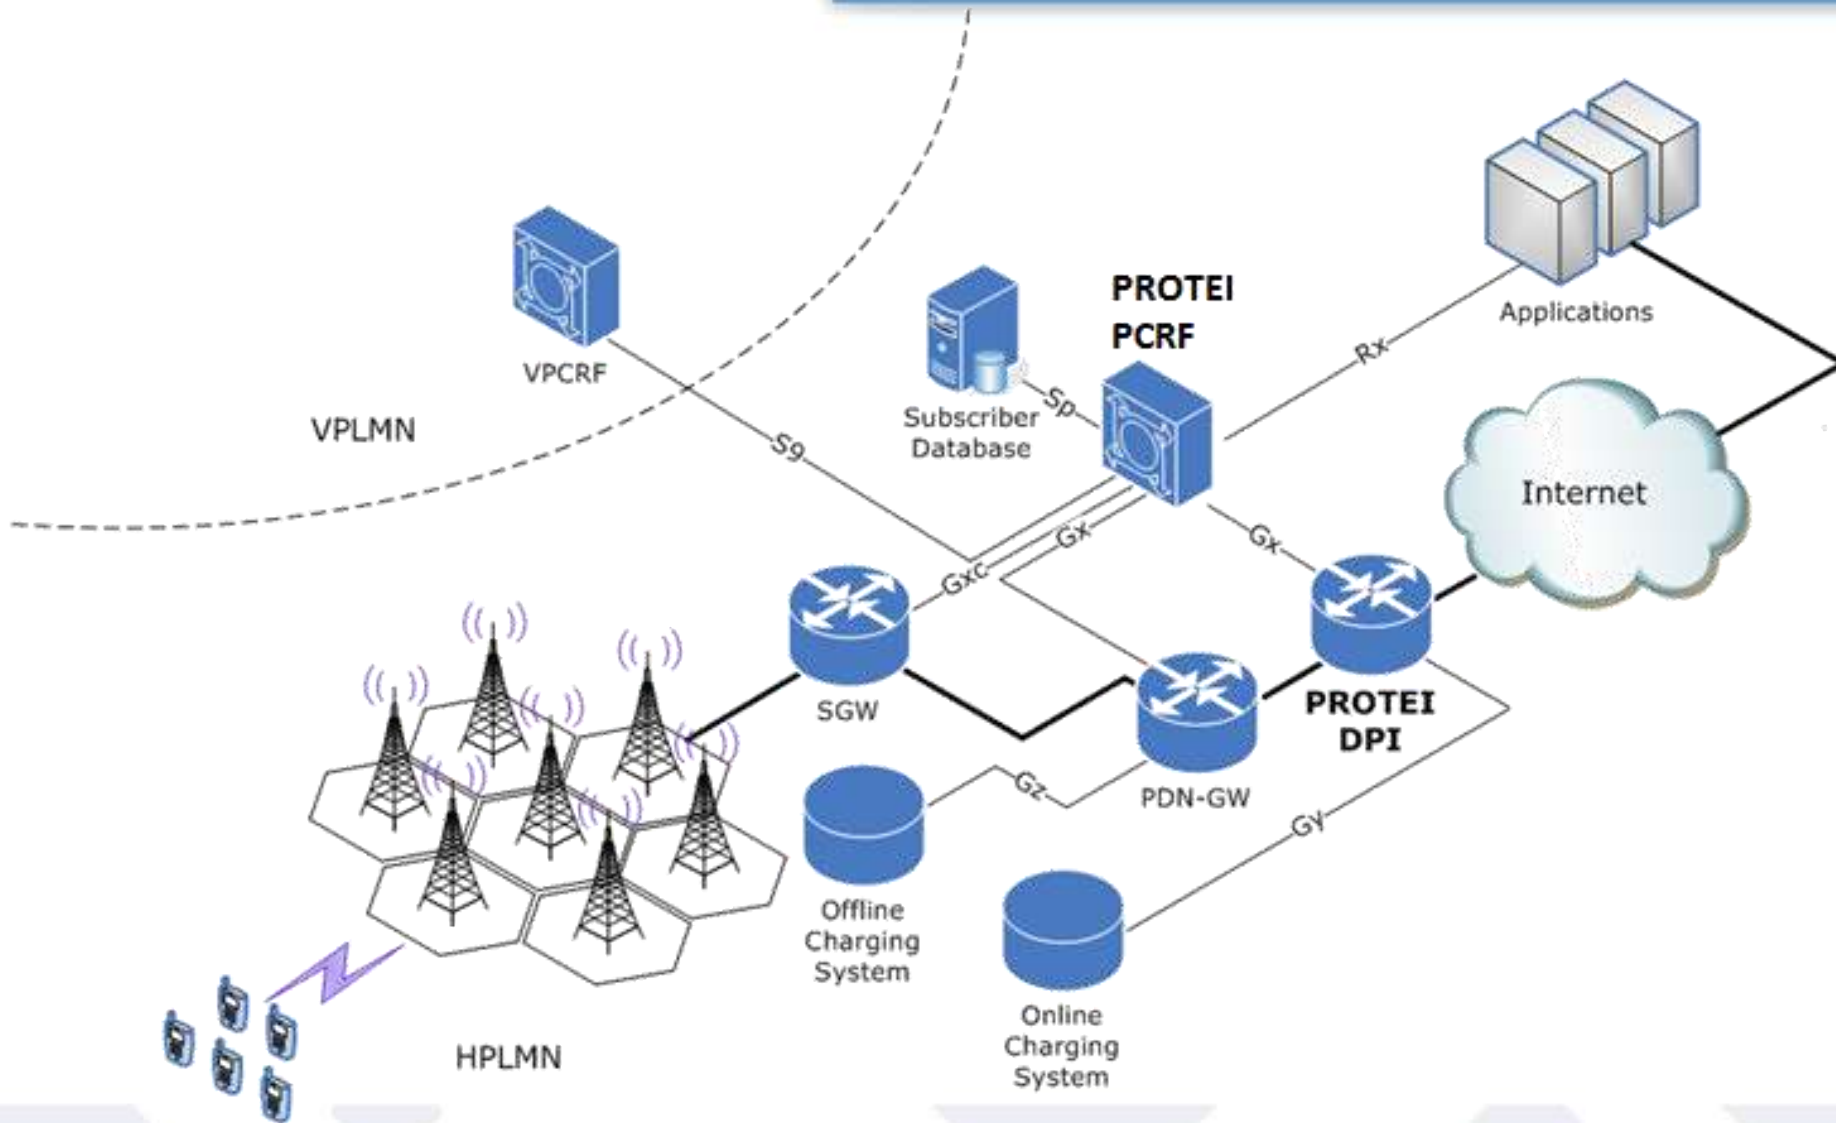 PROTEI
PCRF
Applications
VPCRF
Rx
Sp
Subscriber
Database
VPLMN
S9
Internet
Gx
Gx
Gxc
SGW
PROTEI
DPI
Gz
PDN-GW
Gy
Offline
Charging
System
Online
Charging
System
HPLMN